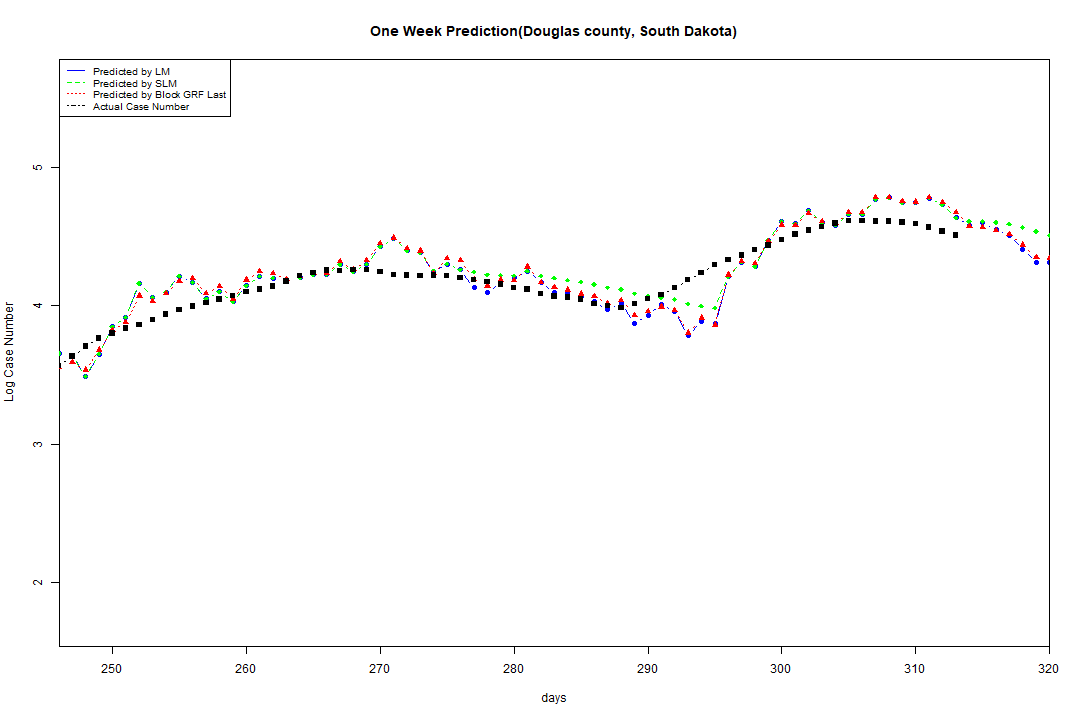 One Week Prediction(Douglas county, South Dakota)
Predicted by LM
Predicted by SLM
Predicted by Block GRF Last
Actual Case Number
Log Case Number
5
4
3
2
250 260 270 280 290 300 310 320
days